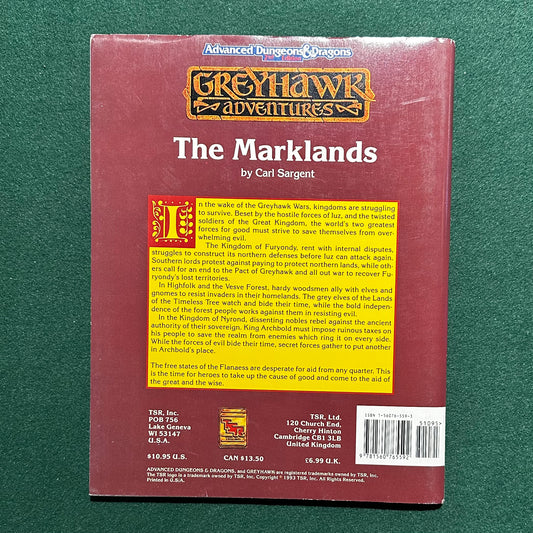 Advanced Dungeons & Dragons
GREYHAWK
ADVENTURES
The Marklands
by Carl Sargent
In the wake of the Greyhawk Wars, kingdoms are struggling
to survive. Beset by the hostile forces of Iuz, and the twisted
soldiers of the Great Kingdom, the world's two greatest
forces for good must strive to save themselves from over-
whelming evil.
The Kingdom of Furyondy, rent with internal disputes,
struggles to construct its northern defenses before Iuz can attack again.
Southern lords protest against paying to protect northern lands, while oth-
ers call for an end to the Pact of Greyhawk and all out war to recover Fu-
ryondy's lost territories.
In Highfolk and the Vesve Forest, hardy woodsmen ally with elves and
gnomes to resist invaders in their homelands. The grey elves of the Lands
of the Timeless Tree watch and bide their time, while the bold indepen-
dence of the forest people works against them in resisting evil.
In the Kingdom of Nyrond, dissenting nobles rebel against the ancient
authority of their sovereign. King Archbold must impose ruinous taxes on
his people to save the realm from enemies which ring it on every side.
While the forces of evil bide their time, secret forces gather to put another
in Archbold's place.
The free states of the Flanaess are desperate for aid from any quarter. This
is the time for heroes to take up the cause of good and come to the aid of
the great and the wise.
TSR, Inc.
POB 756
Lake Geneva
WI 53147
U.S.A.
TSR
TSR, Ltd.
120 Church End,
Cherry Hinton
Cambridge CB1 3LB
United Kingdom
ISBN 1-56076-559-3
51095>
9 781560 765592
$10.95 U.S.
CAN $13.50
£6.99 U.K.
ADVANCED DUNGEONS & DRAGONS, and GREYHAWK are registered trademarks owned by TSR, Inc.
The TSR logo is a trademark owned by TSR, Inc. Copyright ©1993 TSR, Inc. All Rights Reserved.
Printed in U.S.A.